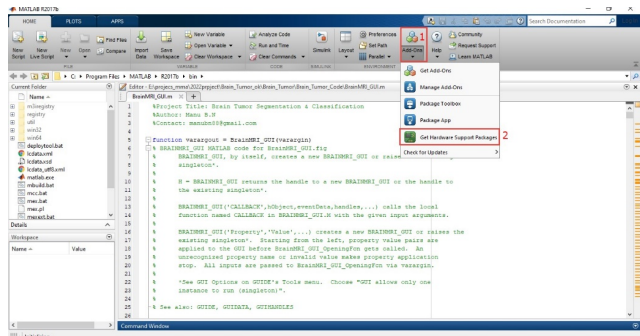 MATLAB R2017b
HOME PLOTS APPS
Search Documentation
New Script
New Live Script
New
Open
Find Files
Compare
Import Data
Save Workspace
New Variable
Open Variable
Clear Workspace
Analyze Code
Run and Time
Clear Commands
Simulink
Layout
Preferences
Set Path
Parallel
Add-Ons
1
Help
Community
Request Support
Learn MATLAB
FILE VARIABLE CODE SIMULINK ENVIRONMENT
Get Add-Ons
Manage Add-Ons
Package Toolbox
Package App
Get Hardware Support Packages 2
Check for Updates
C: Program Files MATLAB R2017b bin
Current Folder
Name
m3iregistry
registry
util
win32
win64
deploytool.bat
lcdata.xml
lcdata.xsd
lcdata_utf8.xml
matlab.exe
mbuild.bat
mcc.bat
mex.bat
mex.pl
mexext.bat
Details
Workspace
Name Value
BrainMRI_GUI.m
1 %Project Title: Brain Tumor Segmentation & Classification
2 %Author: Manu B.N
3
4
5 function varargout = BrainMRI_GUI(varargin)
6 % BRAINMRI_GUI MATLAB code for BrainMRI_GUI.fig
7 % BRAINMRI_GUI, by itself, creates a new BRAINMRI_GUI or raise
8 % singleton*.
9 %
10 % H = BRAINMRI_GUI returns the handle to a new BRAINMRI_GUI or the handle to
11 % the existing singleton*.
12 %
13 % BRAINMRI_GUI('CALLBACK',hObject,eventData,handles,...) calls the local
14 % function named CALLBACK in BRAINMRI_GUI.M with the given input arguments.
15 %
16 % BRAINMRI_GUI('Property','Value',...) creates a new BRAINMRI_GUI or raises the
17 % existing singleton*. Starting from the left, property value pairs are
18 % applied to the GUI before BrainMRI_GUI_OpeningFcn gets called. An
19 % unrecognized property name or invalid value makes property application
20 % stop. All inputs are passed to BrainMRI_GUI_OpeningFcn via varargin.
21 %
22 % *See GUI Options on GUIDE's Tools menu. Choose "GUI allows only one
23 % instance to run (singleton)".
24 %
25 % See also: GUIDE, GUIDATA, GUIHANDLES
26
Command Window